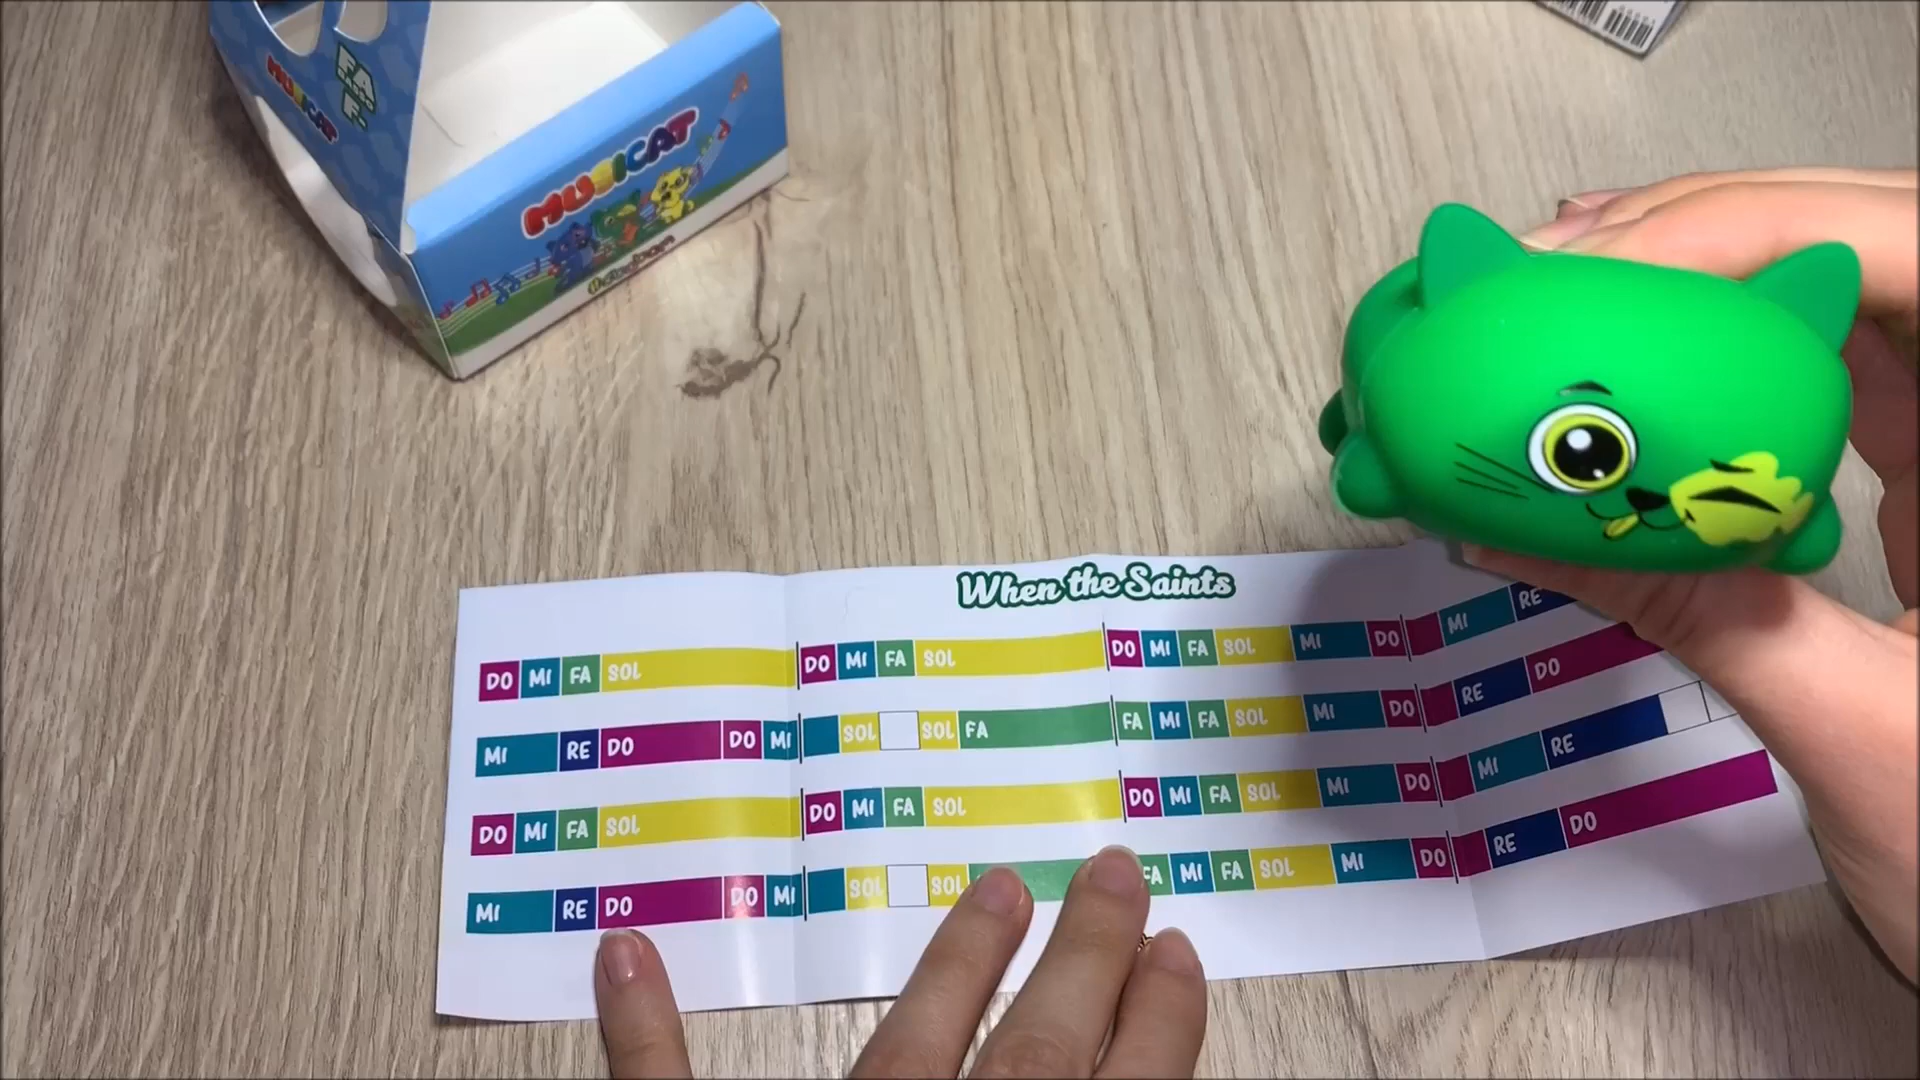 FA
F-
MUSICAT
MUSICAT
When the Saints
DO MI FA SOL DO MI FA SOL DO MI FA SOL MI DO MI RE
MI RE DO DO MI SOL SOL FA FA MI FA SOL MI DO RE DO
DO MI FA SOL DO MI FA SOL DO MI FA SOL MI DO MI RE
MI RE DO DO MI SOL SOL FA MI FA SOL MI DO RE DO